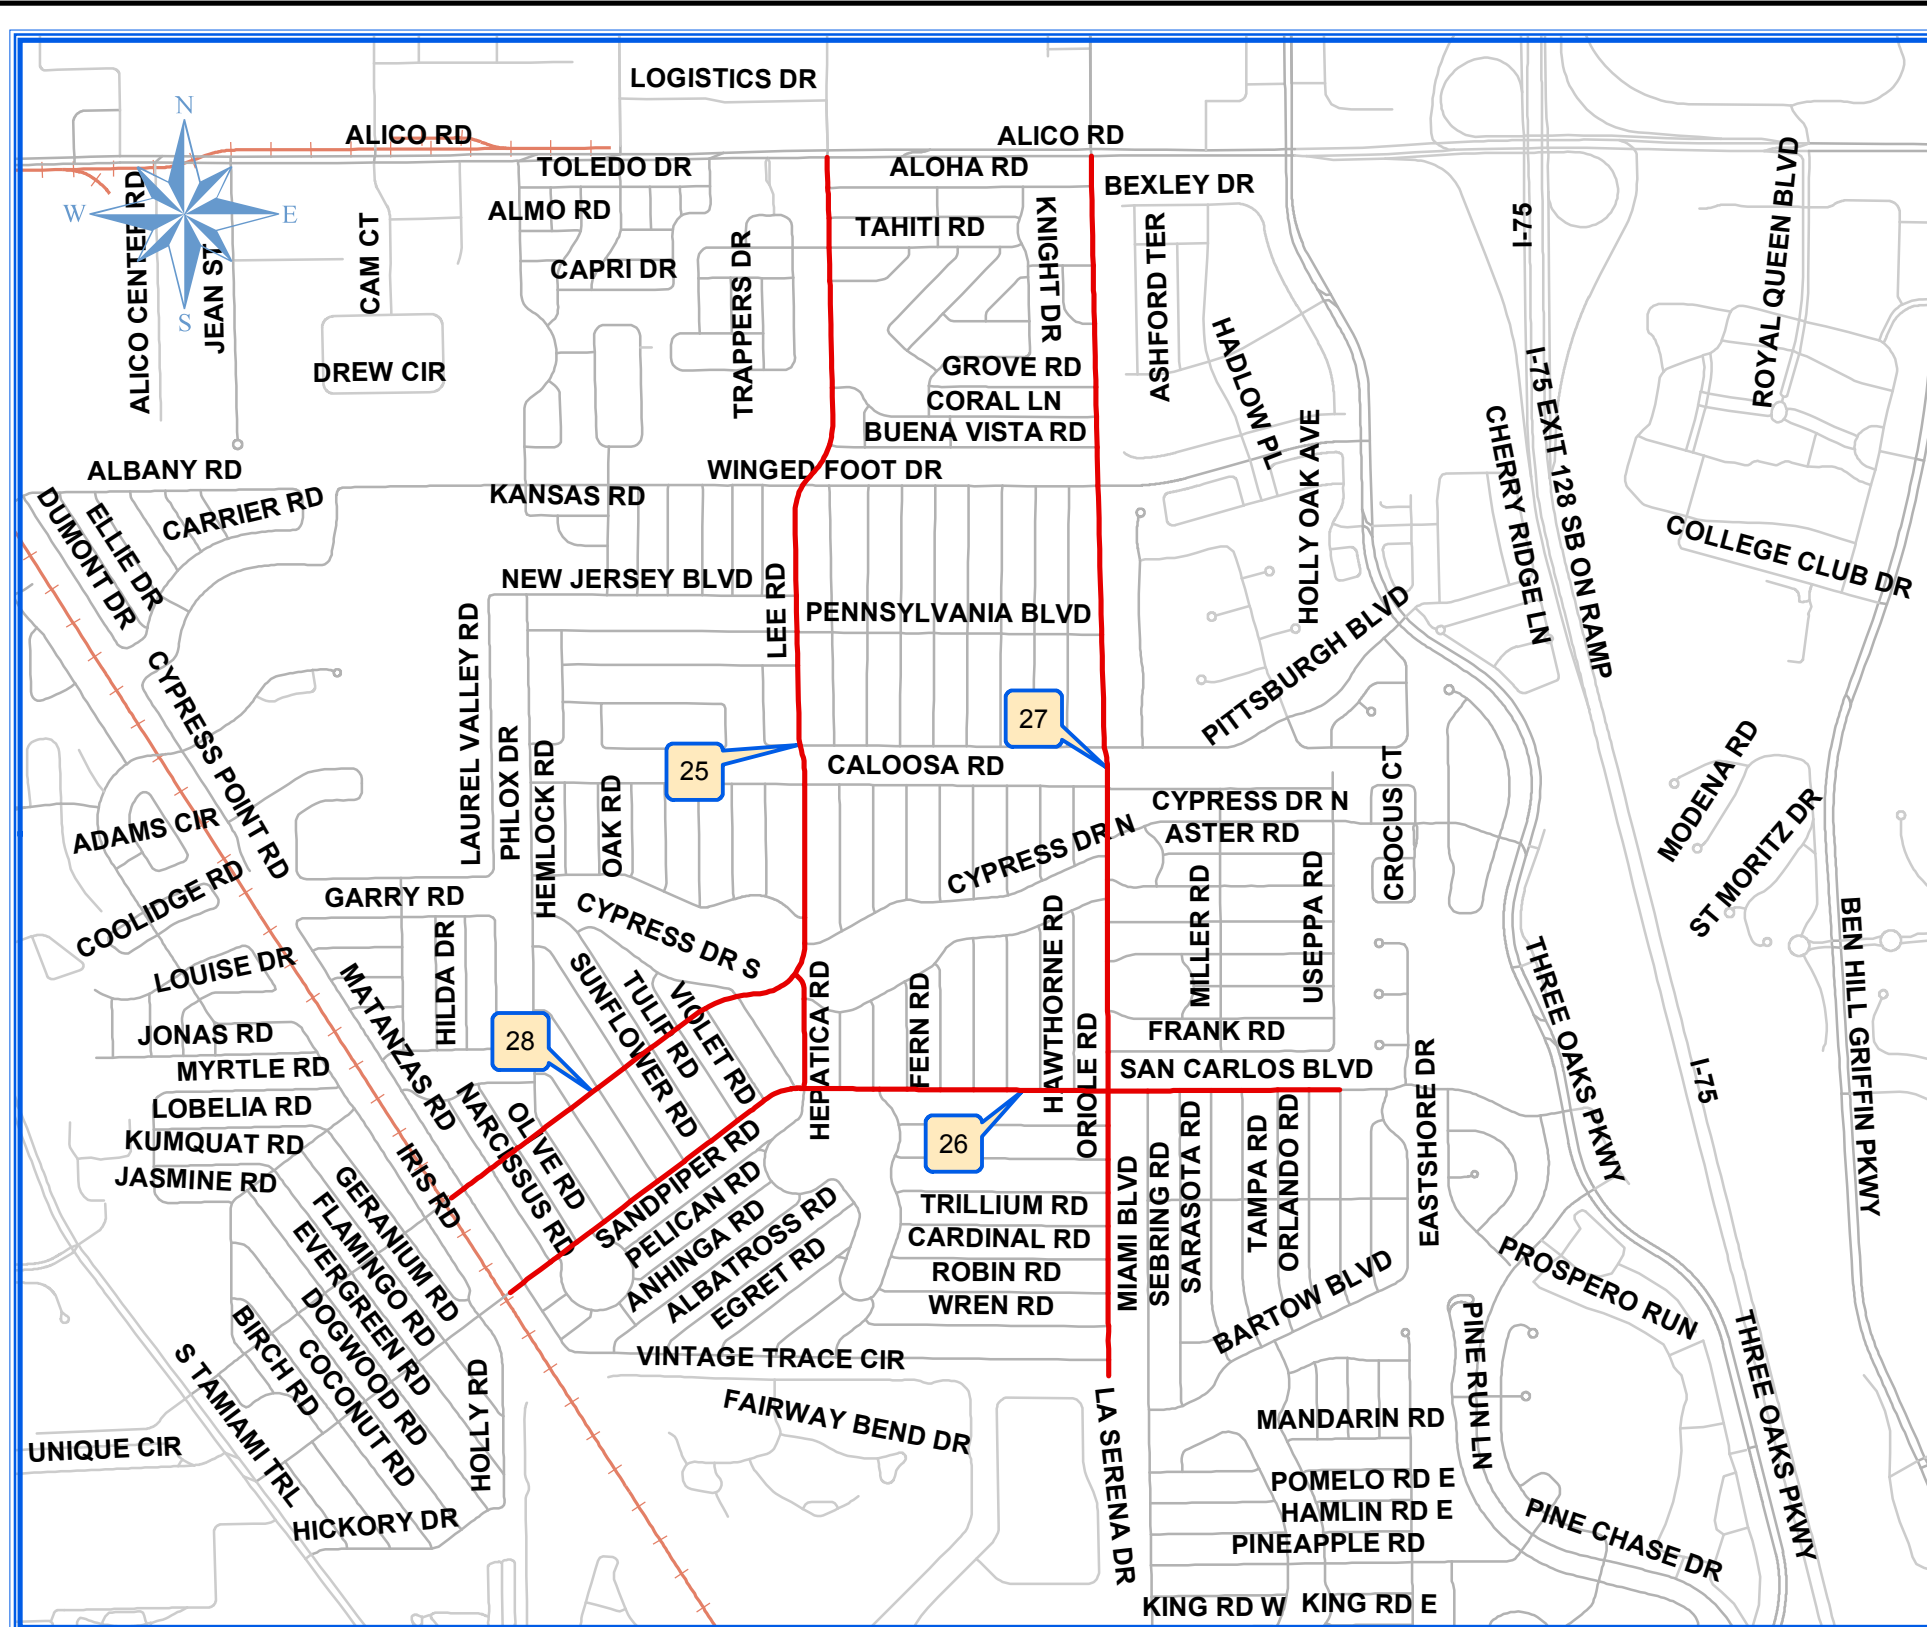 LOGISTICS DR
N
ALICO RD
ALICO RD
TOLEDO DR
ALOHA RD
BEXLEY DR
W
E
ALMO RD
TAHITI RD
KNIGHT DR
I-75
ROYAL QUEEN BLVD
ALICO CENTER RD
JEAN ST
CAM CT
CAPRI DR
TRAPPERS DR
ASHFORD TER
S
DREW CIR
GROVE RD
HADLOW PL
I-75 EXIT 128 SB ON RAMP
CORAL LN
BUENA VISTA RD
HOLLY OAK AVE
CHERRY RIDGE LN
ALBANY RD
WINGED FOOT DR
KANSAS RD
DUMONT DR
ELLIE DR
CARRIER RD
COLLEGE CLUB DR
NEW JERSEY BLVD
LEE RD
PENNSYLVANIA BLVD
PITTSBURGH BLVD
CYPRESS POINT RD
LAUREL VALLEY RD
PHLOX DR
HEMLOCK RD
27
25
CALOOSA RD
CROCUS CT
MODENA RD
OAK RD
CYPRESS DR N
CYPRESS DR N
ASTER RD
ADAMS CIR
ST MORITZ DR
COOLIDGE RD
GARRY RD
CYPRESS DR S
MILLER RD
USEPPA RD
HAWTHORNE RD
BEN HILL GRIFFIN PKWY
LOUISE DR
HILDA DR
MATANZAS RD
SUNFLOWER RD
TULIP RD
VIOLET RD
HEPATICA RD
FERN RD
ORIOLE RD
THREE OAKS PKWY
JONAS RD
28
FRANK RD
MYRTLE RD
SAN CARLOS BLVD
EASTSHORE DR
I-75
LOBELIA RD
NARCISSUS RD
OLIVE RD
KUMQUAT RD
26
IRIS RD
SANDPIPER RD
JASMINE RD
PELICAN RD
ANHINGA RD
ALBATROSS RD
EGRET RD
MIAMI BLVD
SEBRING RD
SARASOTA RD
TAMPA RD
ORLANDO RD
GERANIUM RD
FLAMINGO RD
EVERGREEN RD
TRILLIUM RD
CARDINAL RD
ROBIN RD
WREN RD
BARTOW BLVD
PROSPERO RUN
DOGWOOD RD
COCONUT RD
BIRCH RD
S TAMIAMI TRL
HOLLY RD
VINTAGE TRACE CIR
PINE RUN LN
THREE OAKS PKWY
FAIRWAY BEND DR
LA SERENA DR
MANDARIN RD
UNIQUE CIR
POMELO RD E
HAMLIN RD E
HICKORY DR
PINEAPPLE RD
PINE CHASE DR
KING RD W
KING RD E